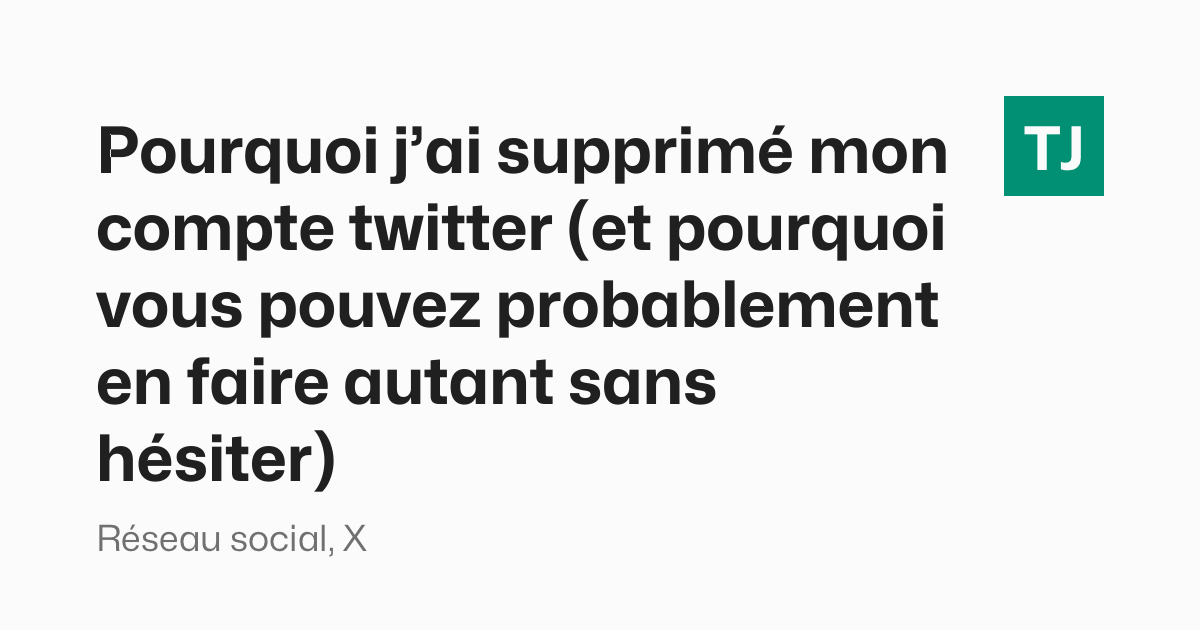 Pourquoi j’ai supprimé mon
compte twitter (et pourquoi
vous pouvez probablement
en faire autant sans
hésiter)
TJ
Réseau social, X